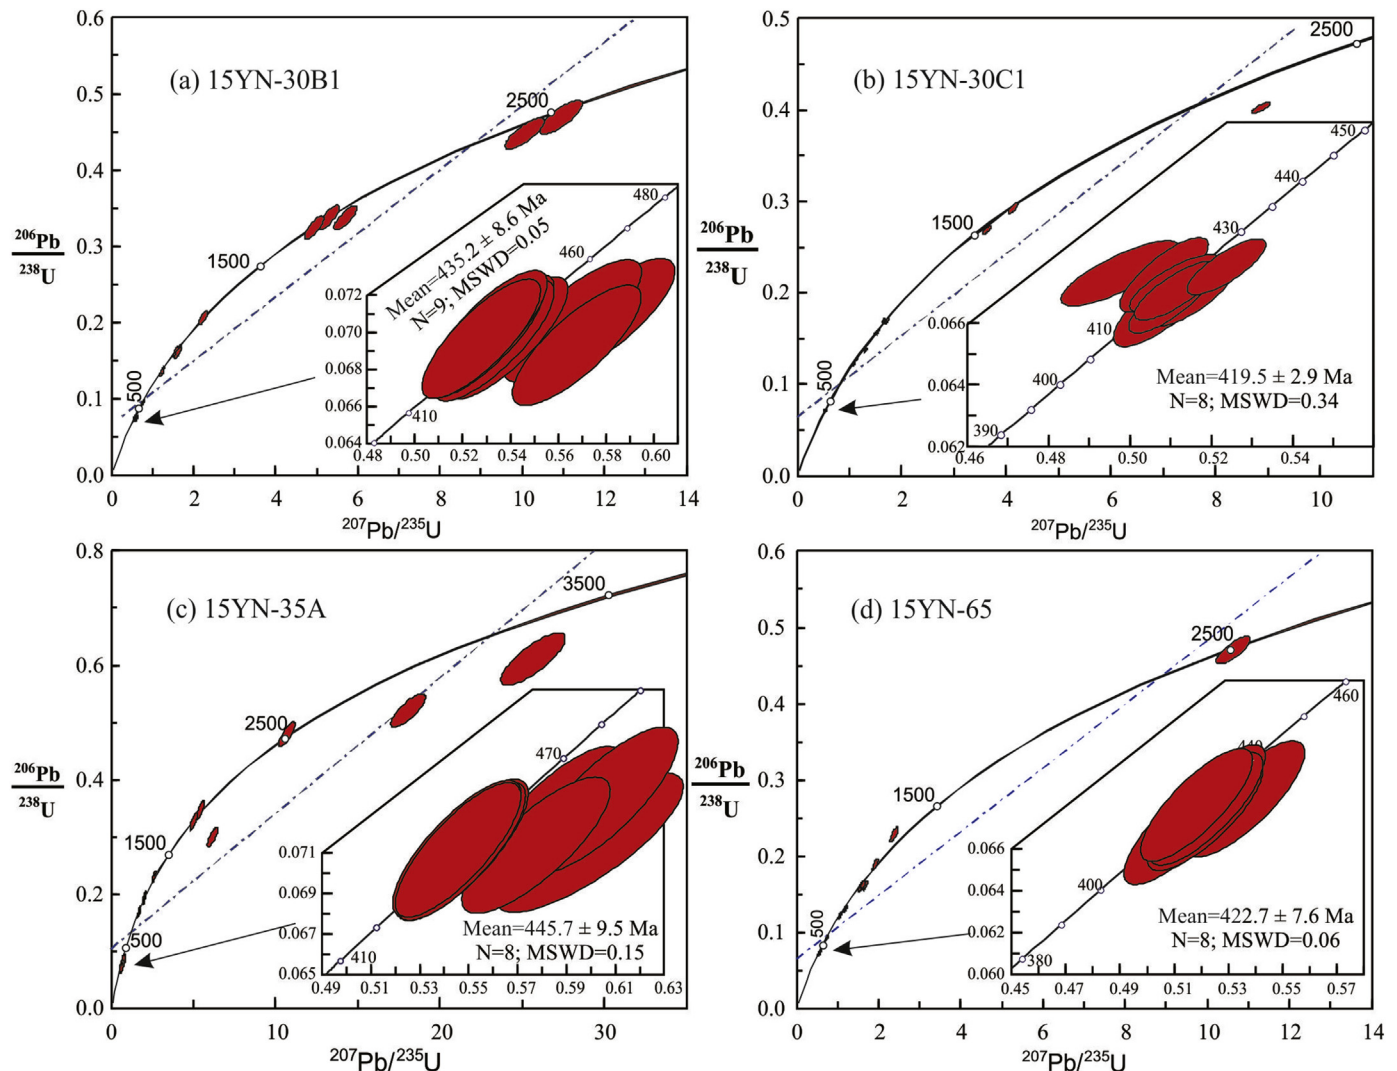 (a) 15YN-30B1
0.6
0.5
0.4
0.3
0.2
0.1
0.0
206Pb
238U
500
1500
2500
0 2 4 6 8 10 12 14
207Pb/235U
Mean=435.2 ± 8.6 Ma
N=9; MSWD=0.05
480
460
410
0.072
0.070
0.068
0.066
0.064
0.48 0.50 0.52 0.54 0.56 0.58 0.60
(b) 15YN-30C1
0.5
0.4
0.3
0.2
0.1
0.0
206Pb
238U
500
1500
2500
0 2 4 6 8 10
207Pb/235U
450
440
430
410
400
390
0.066
0.064
0.062
0.46 0.48 0.50 0.52 0.54
Mean=419.5 ± 2.9 Ma
N=8; MSWD=0.34
(c) 15YN-35A
0.8
0.6
0.4
0.2
0.0
206Pb
238U
500
1500
2500
3500
0 10 20 30
207Pb/235U
470
410
0.071
0.069
0.067
0.065
0.49 0.51 0.53 0.55 0.57 0.59 0.61 0.63
Mean=445.7 ± 9.5 Ma
N=8; MSWD=0.15
(d) 15YN-65
0.6
0.5
0.4
0.3
0.2
0.1
0.0
206Pb
238U
500
1500
2500
0 2 4 6 8 10 12 14
207Pb/235U
460
440
400
380
0.066
0.064
0.062
0.060
0.45 0.47 0.49 0.51 0.53 0.55 0.57
Mean=422.7 ± 7.6 Ma
N=8; MSWD=0.06